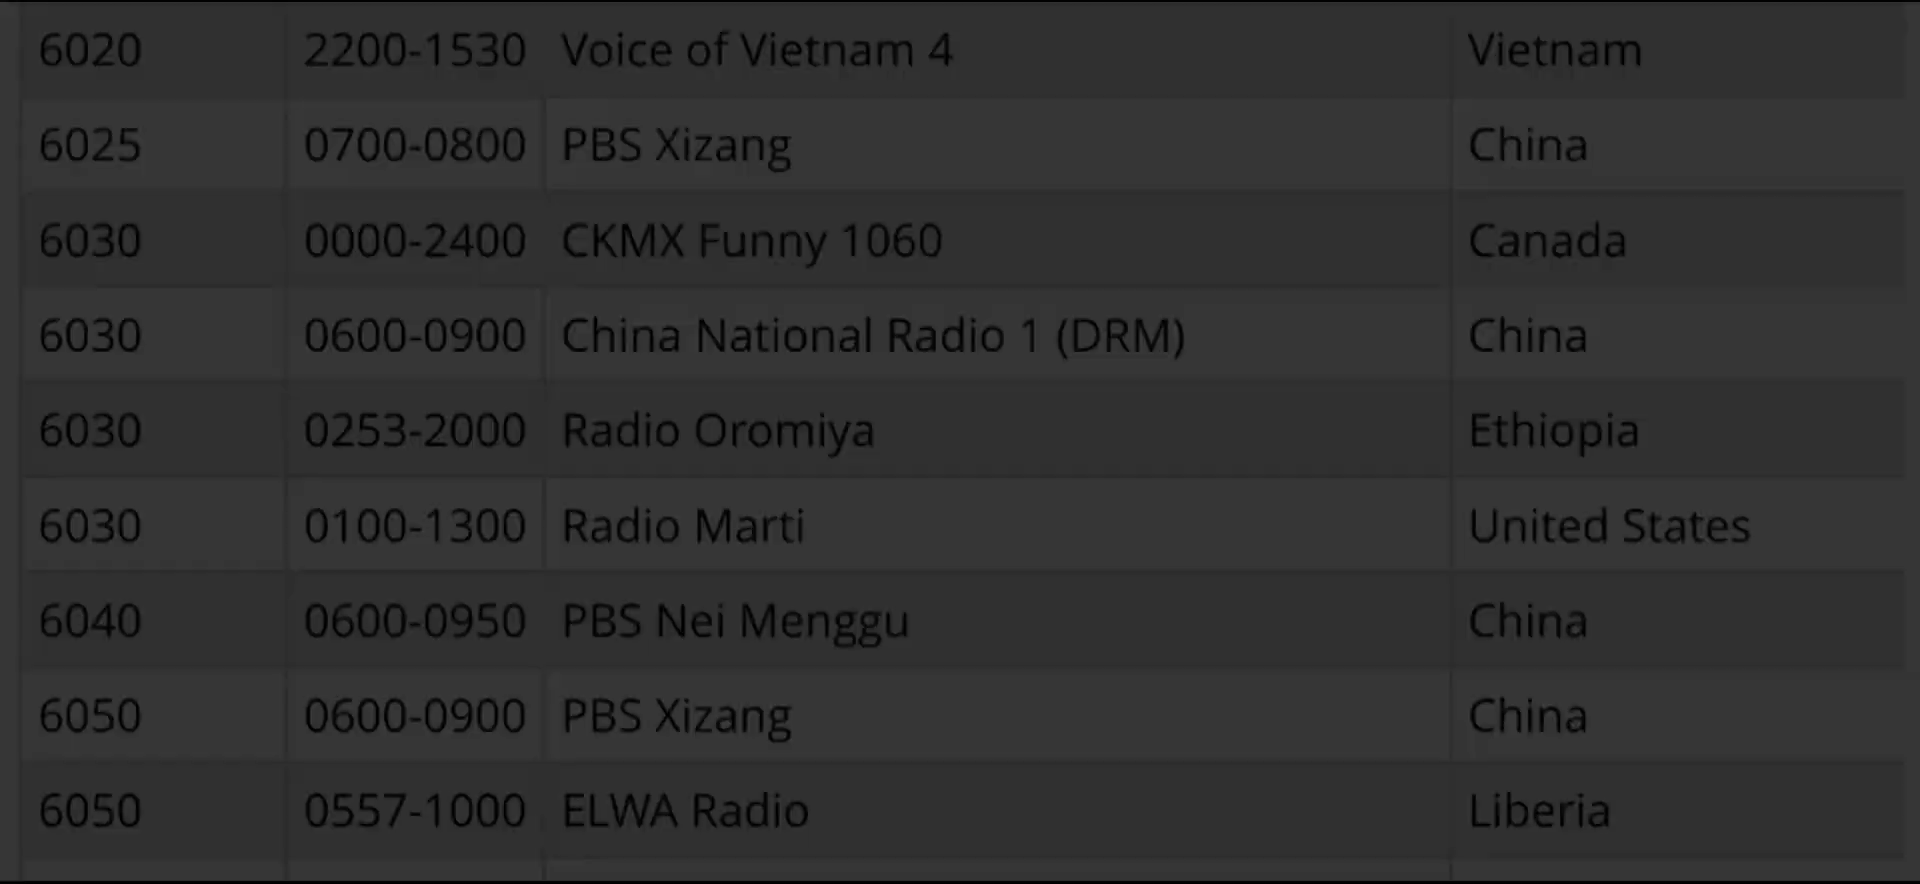 6020 2200-1530 Voice of Vietnam 4 Vietnam
6025 0700-0800 PBS Xizang China
6030 0000-2400 CKMX Funny 1060 Canada
6030 0600-0900 China National Radio 1 (DRM) China
6030 0253-2000 Radio Oromiya Ethiopia
6030 0100-1300 Radio Marti United States
6040 0600-0950 PBS Nei Menggu China
6050 0600-0900 PBS Xizang China
6050 0557-1000 ELWA Radio Liberia